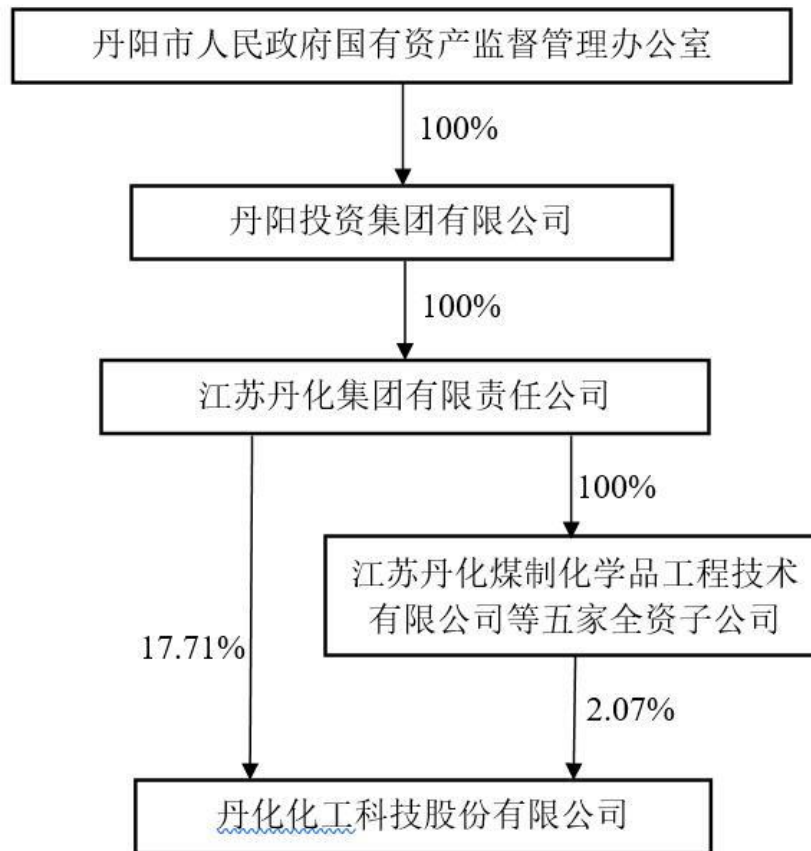 丹阳市人民政府国有资产监督管理办公室
100%
丹阳投资集团有限公司
100%
江苏丹化集团有限责任公司
100%
江苏丹化煤制化学品工程技术
有限公司等五家全资子公司
17.71%
2.07%
丹化化工科技股份有限公司